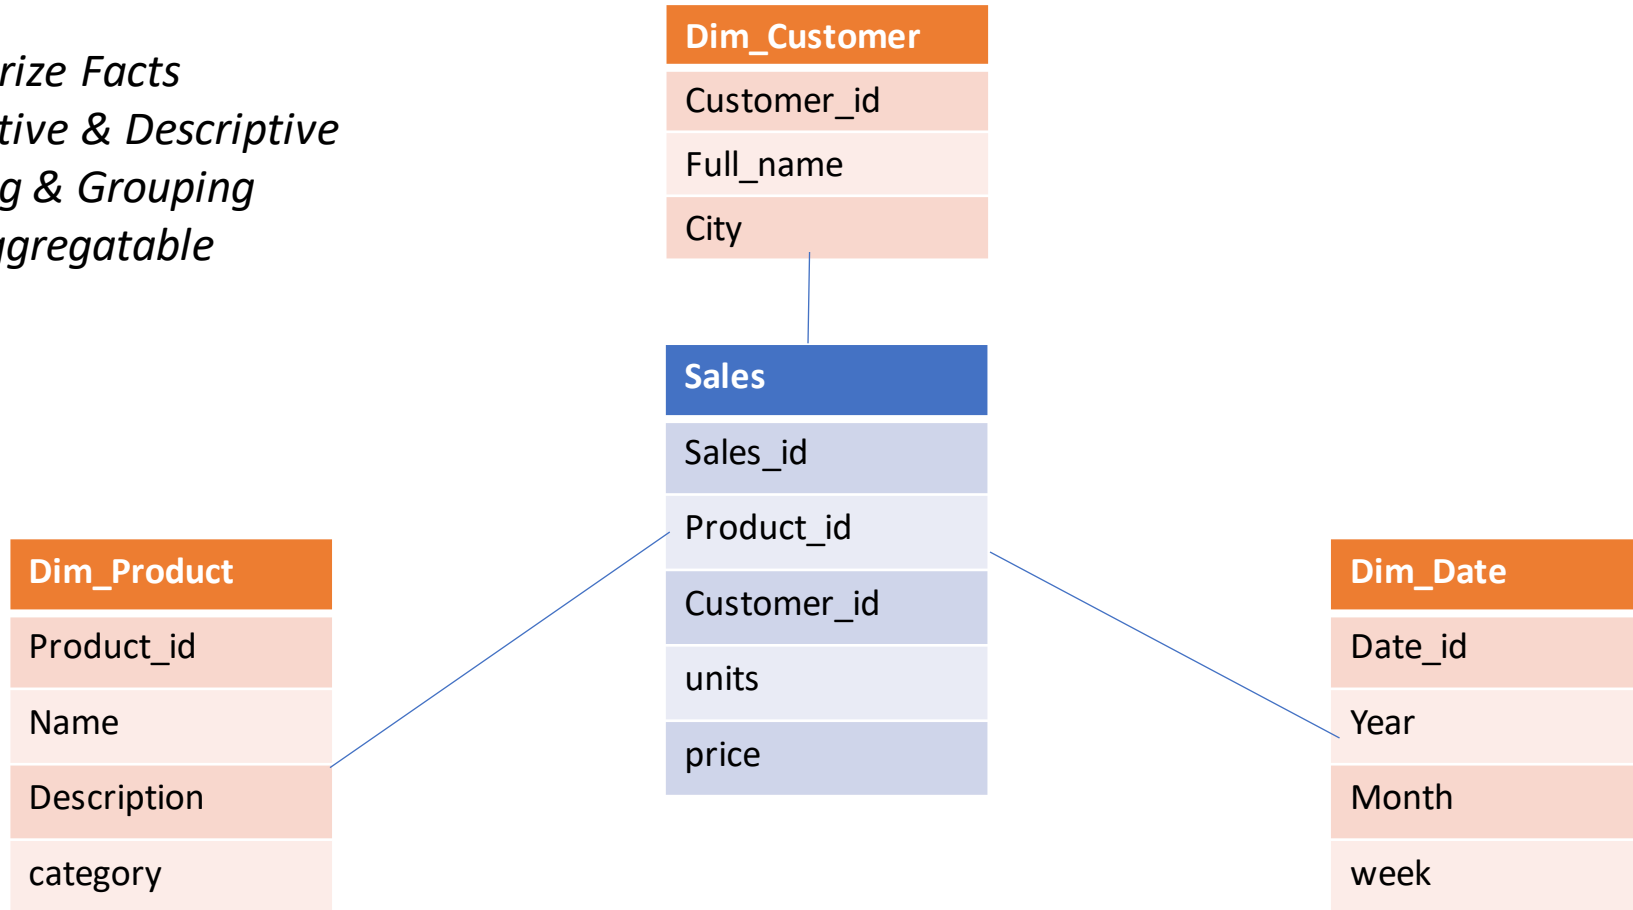 rize Facts
tive & Descriptive
g & Grouping
ggregatable
Dim_Customer
Customer_id
Full_name
City
Sales
Sales_id
Product_id
Customer_id
units
price
Dim_Product
Product_id
Name
Description
category
Dim_Date
Date_id
Year
Month
week